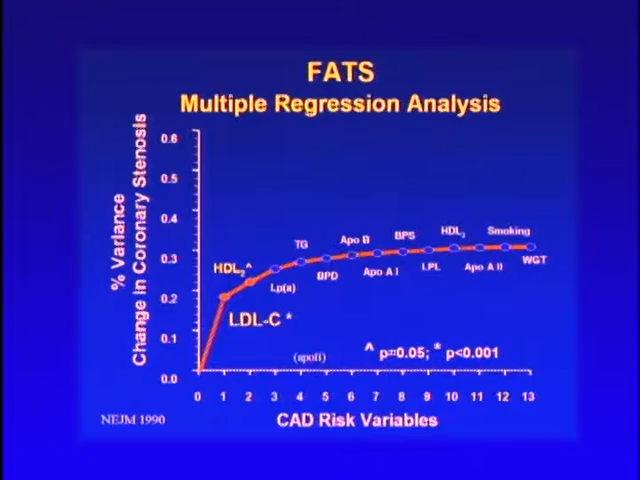 FATS
Multiple Regression Analysis
% Variance
Change in Coronary Stenosis
0.6
0.5
0.4
0.3
0.2
0.1
0.0
HDL2^
LDL-C *
Lp(a)
TG
BPD
Apo B
Apo A I
BPS
LPL
HDL3
Apo A II
Smoking
WGT
^ p=0.05; * p<0.001
0 1 2 3 4 5 6 7 8 9 10 11 12 13
NEJM 1990
CAD Risk Variables